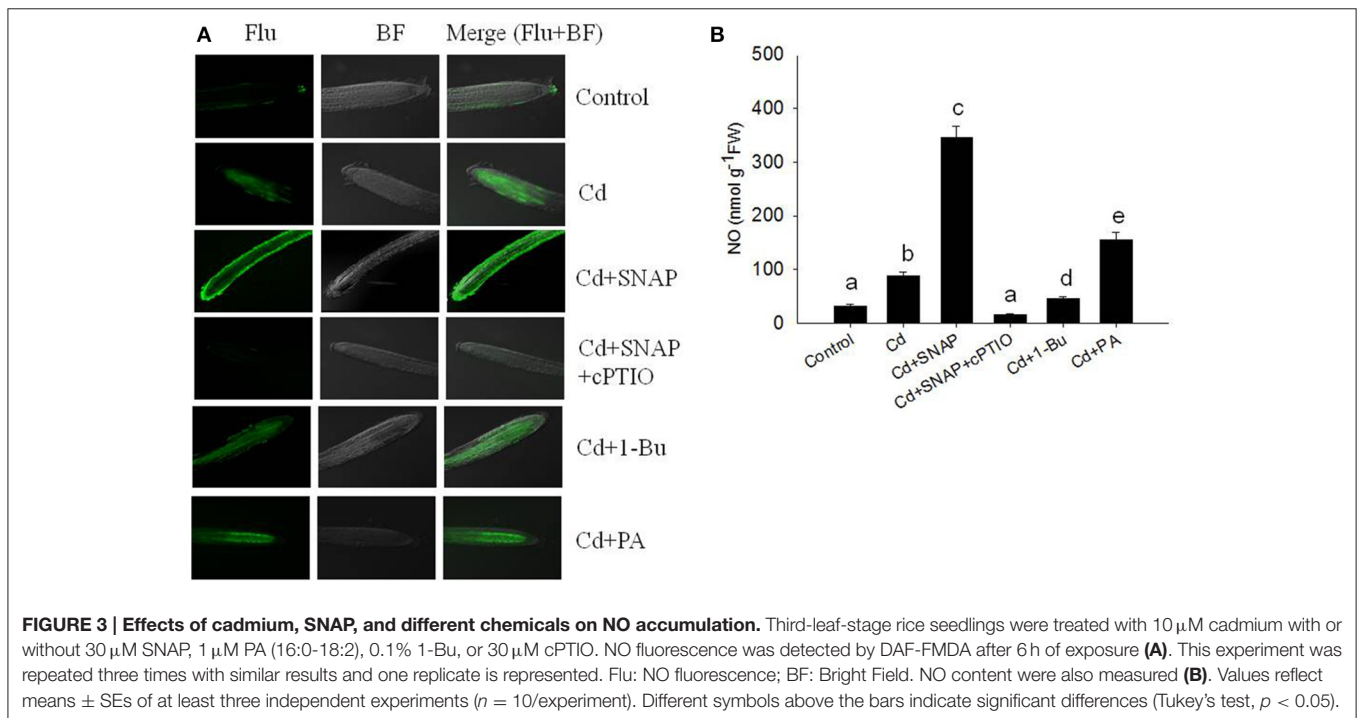 A Flu BF Merge (Flu+BF)
Control
Cd
Cd+SNAP
Cd+SNAP
+cPTIO
Cd+1-Bu
Cd+PA
B
NO (nmol g⁻¹FW)
500
400
300
200
100
0
a b c a d e
Control Cd Cd+SNAP Cd+SNAP+cPTIO Cd+1-Bu Cd+PA
FIGURE 3 | Effects of cadmium, SNAP, and different chemicals on NO accumulation. Third-leaf-stage rice seedlings were treated with 10 μM cadmium with or
without 30 μM SNAP, 1 μM PA (16:0-18:2), 0.1% 1-Bu, or 30 μM cPTIO. NO fluorescence was detected by DAF-FMDA after 6 h of exposure (A). This experiment was
repeated three times with similar results and one replicate is represented. Flu: NO fluorescence; BF: Bright Field. NO content were also measured (B). Values reflect
means ± SEs of at least three independent experiments (n = 10/experiment). Different symbols above the bars indicate significant differences (Tukey's test, p < 0.05).